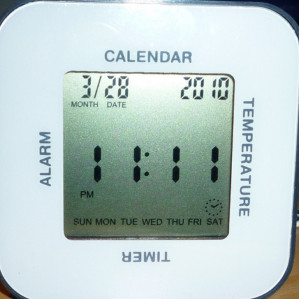 CALENDAR
3/28 2010
MONTH DATE
ALARM
TEMPERATURE
11:11
PM
SUN MON TUE WED THU FRI SAT
TIMER